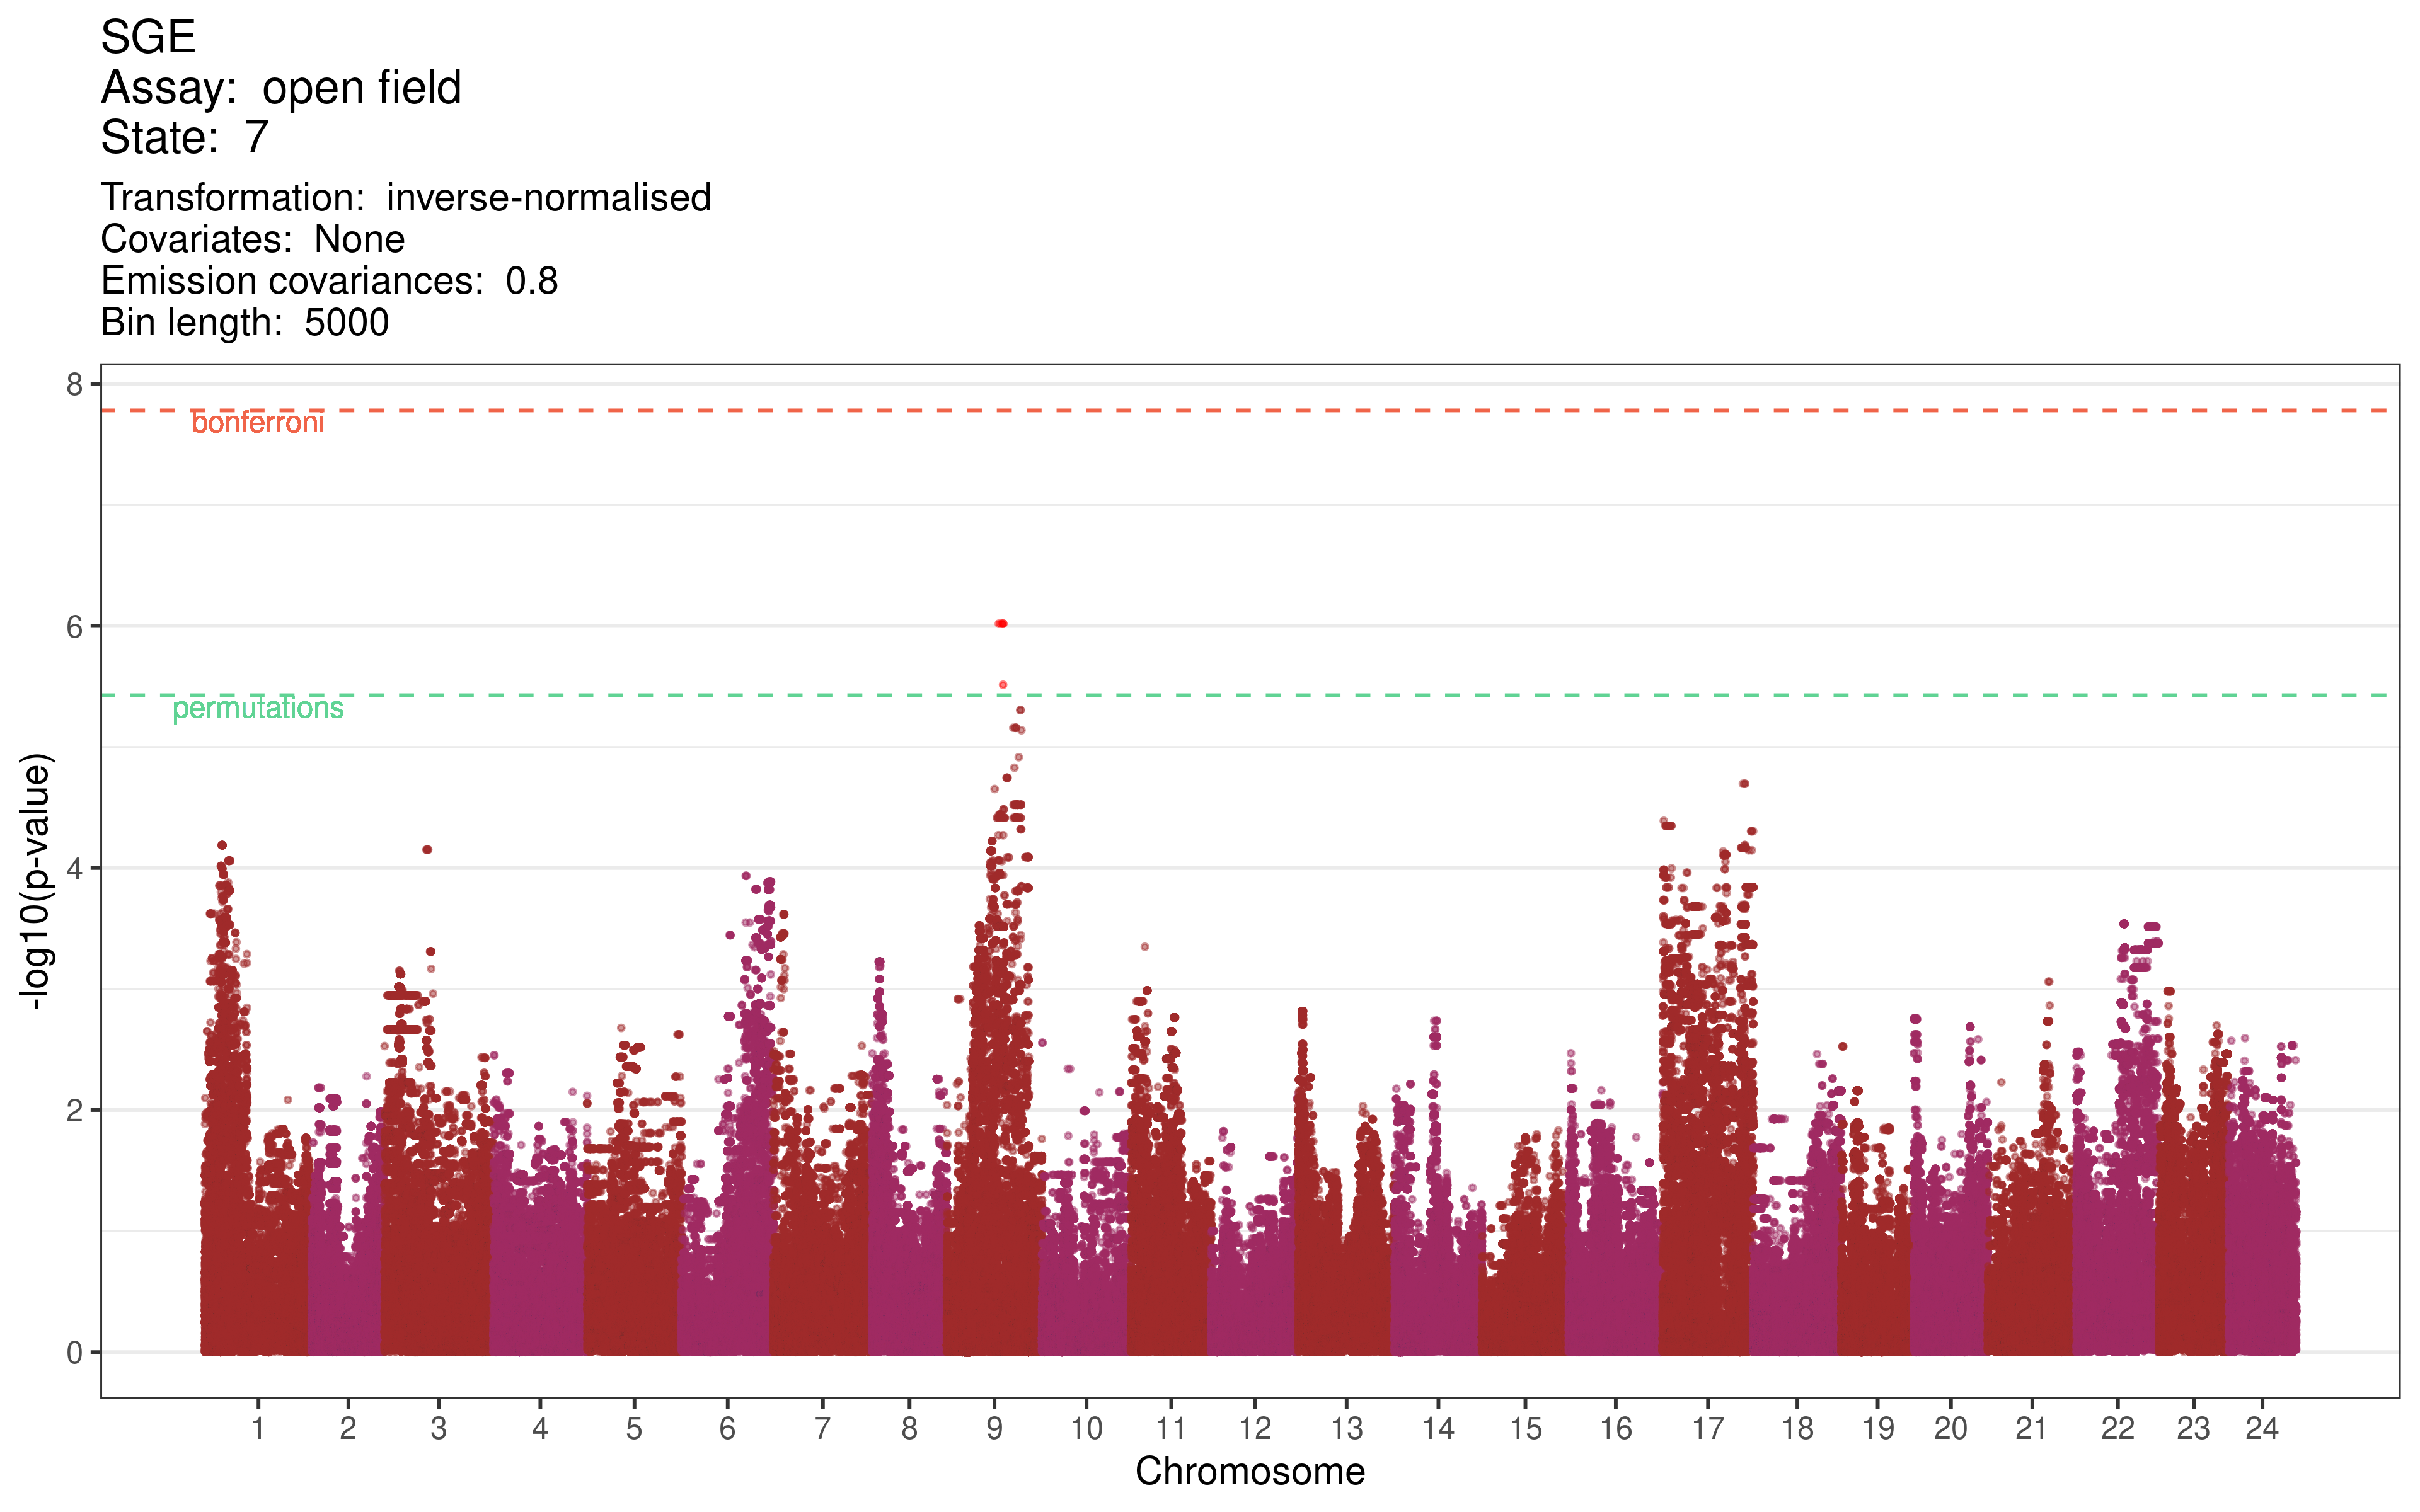 SGE
Assay:  open field
State:  7
Transformation:  inverse-normalised
Covariates:  None
Emission covariances:  0.8
Bin length:  5000
8
bonferroni
6
permutations
4
2
0
-log10(p-value)
1 2 3 4 5 6 7 8 9 10 11 12 13 14 15 16 17 18 19 20 21 22 23 24
Chromosome